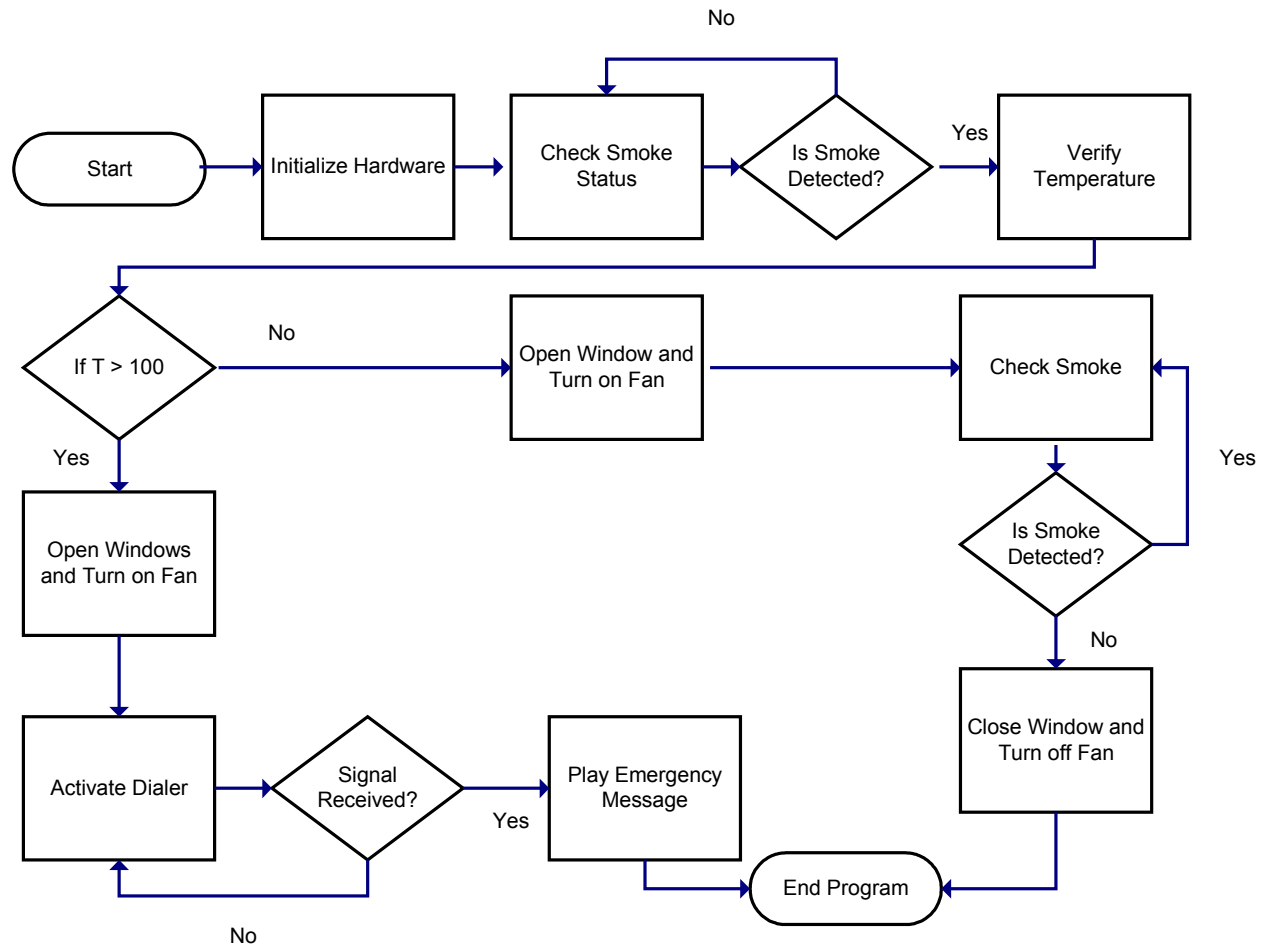 No
Start
Initialize Hardware
Check Smoke
Status
Is Smoke
Detected?
Yes
Verify
Temperature
If T > 100
No
Open Window and
Turn on Fan
Check Smoke
Yes
Yes
Open Windows
and Turn on Fan
Is Smoke
Detected?
No
Activate Dialer
Signal
Received?
Yes
Play Emergency
Message
Close Window and
Turn off Fan
End Program
No